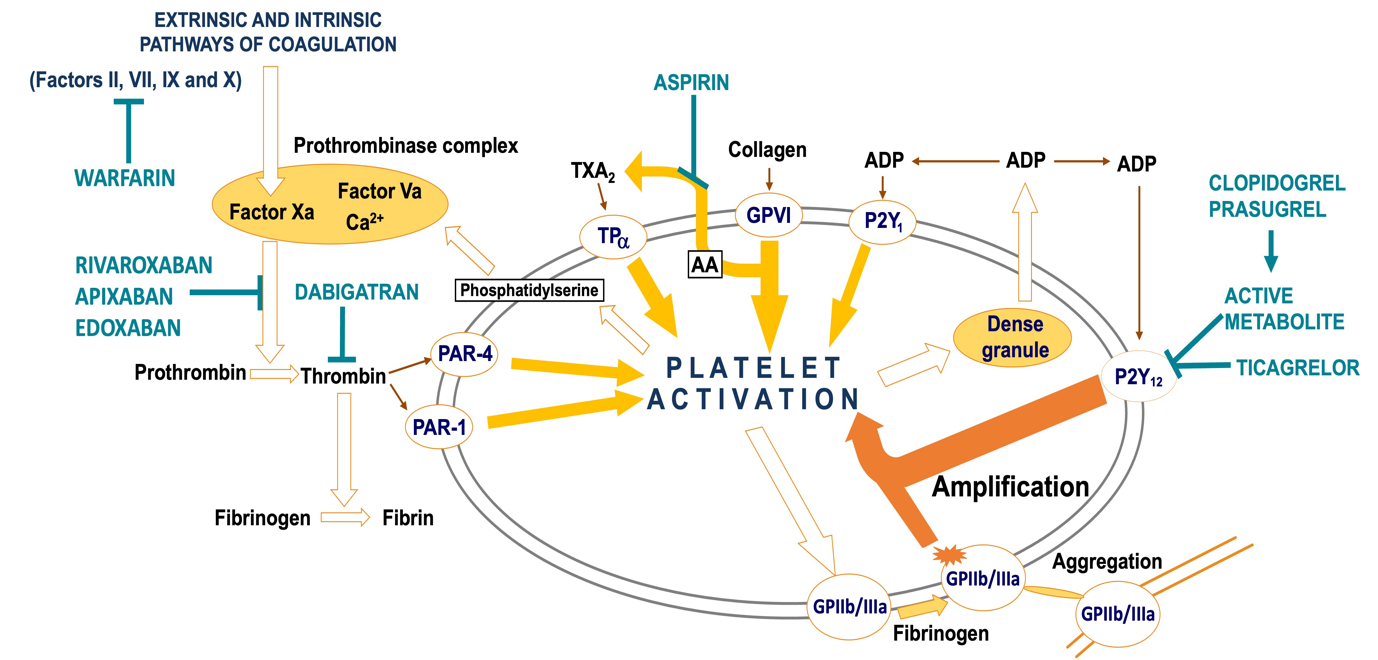 EXTRINSIC AND INTRINSIC
PATHWAYS OF COAGULATION
(Factors II, VII, IX and X)
WARFARIN
Prothrombinase complex
Factor Va
Factor Xa
Ca2+
RIVAROXABAN
APIXABAN
EDOXABAN
DABIGATRAN
Prothrombin
Thrombin
Fibrinogen
Fibrin
ASPIRIN
TXA2
Collagen
ADP
ADP
ADP
TPα
GPVI
P2Y1
AA
Phosphatidylserine
PAR-4
PAR-1
PLATELET
ACTIVATION
Dense
granule
CLOPIDOGREL
PRASUGREL
ACTIVE
METABOLITE
TICAGRELOR
P2Y12
Amplification
GPIIb/IIIa
Fibrinogen
GPIIb/IIIa
Aggregation
GPIIb/IIIa